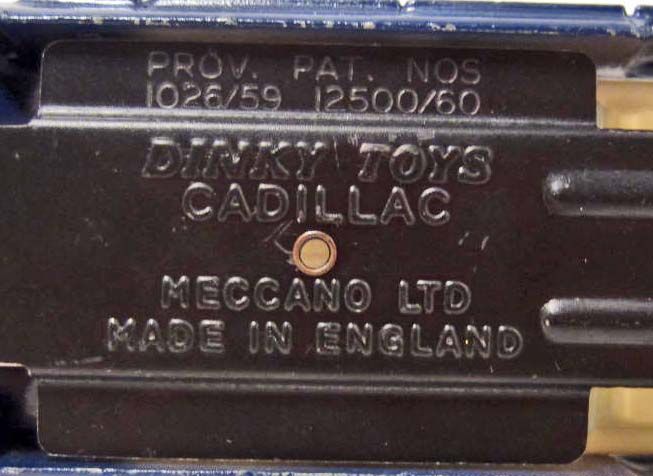 PROV. PAT. NOS
1026/59 12500/60
DINKY TOYS
CADILLAC
MECCANO LTD
MADE IN ENGLAND